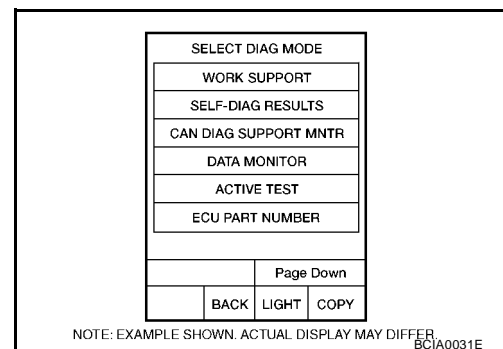 SELECT DIAG MODE
WORK SUPPORT
SELF-DIAG RESULTS
CAN DIAG SUPPORT MNTR
DATA MONITOR
ACTIVE TEST
ECU PART NUMBER
Page Down
BACK LIGHT COPY
NOTE: EXAMPLE SHOWN. ACTUAL DISPLAY MAY DIFFER.
BCIA0031E